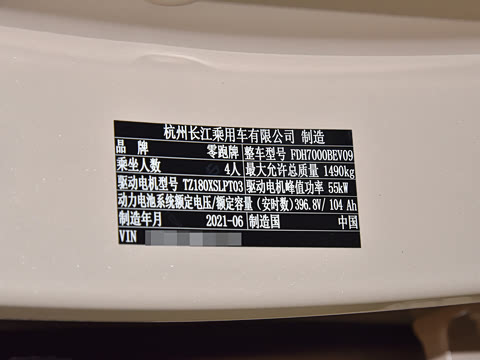 杭州长江乘用车有限公司 制造
品 牌 零跑牌 整车型号 FDH7000BEV09
乘坐人数 4人 最大允许总质量 1490kg
驱动电机型号 TZ180XSLPT03 驱动电机峰值功率 55kW
动力电池系统额定电压/额定容量(安时数) 396.8V/ 104 Ah
制造年月 2021-06 制造国 中国
VIN